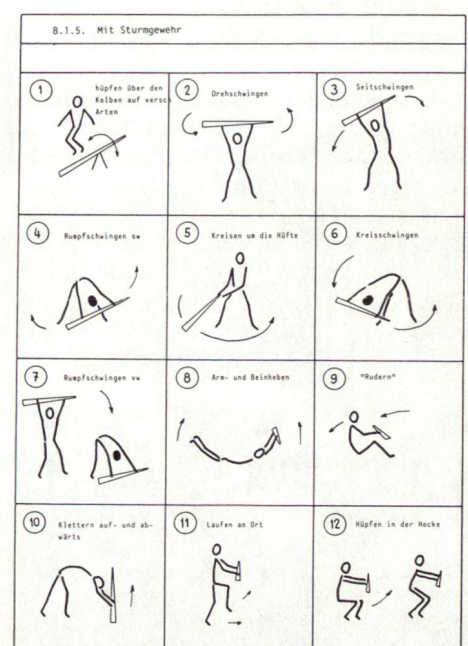 8.1.5. Mit Sturmgewehr
1
hüpfen über den
Kolben auf versch
Arten
2
Drehschwingen
3
Seitschwingen
4
Rumpfschwingen sw
5
Kreisen um die Hüfte
6
Kreisschwingen
7
Rumpfschwingen vw
8
Arm- und Beinheben
9
"Rudern"
10
Klettern auf- und ab-
wärts
11
Laufen an Ort
12
Hüpfen in der Hocke